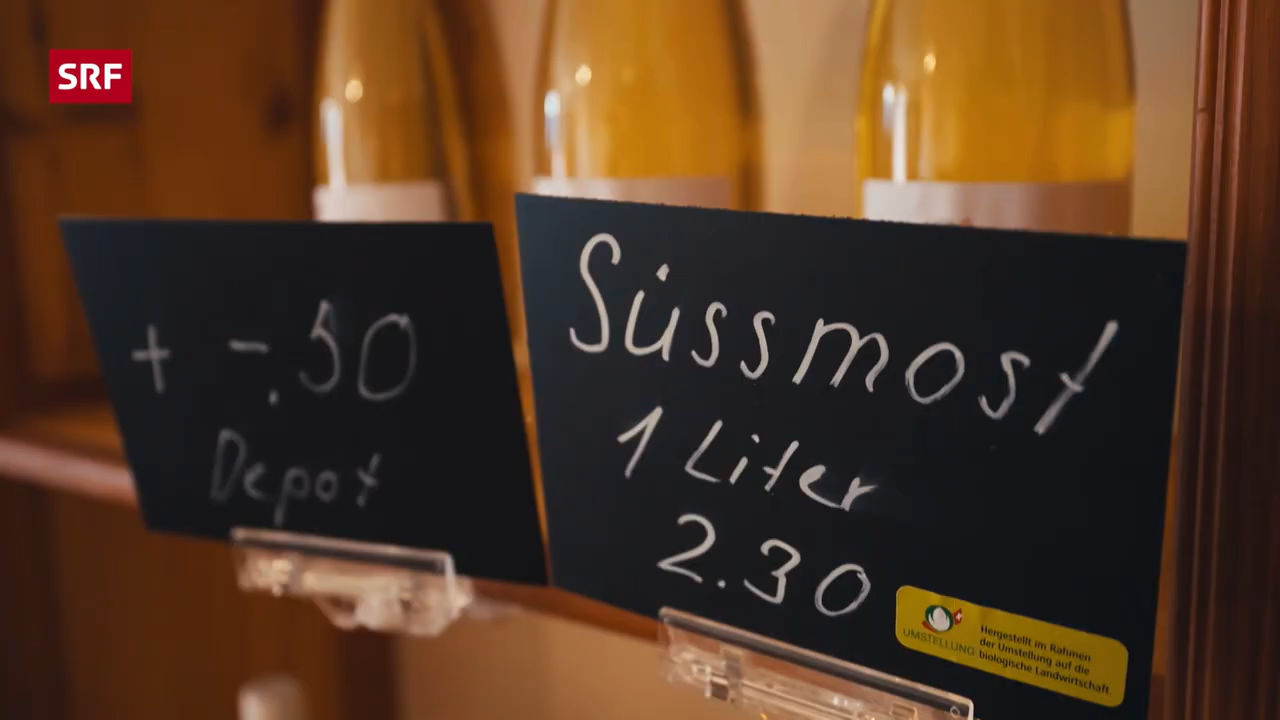 SRF
+ -.50
Depot
Süssmost
1 Liter
2.30
UMSTELLUNG
Hergestellt im Rahmen
der Umstellung auf die
biologische Landwirtschaft.